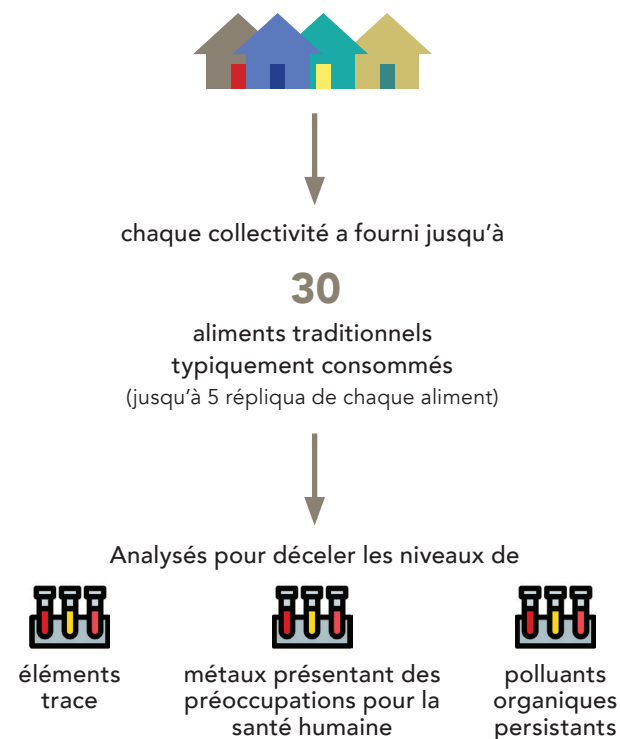 chaque collectivité a fourni jusqu’à
30
aliments traditionnels
typiquement consommés
(jusqu’à 5 répliqua de chaque aliment)
Analysés pour déceler les niveaux de
éléments
trace
métaux présentant des
préoccupations pour la
santé humaine
polluants
organiques
persistants